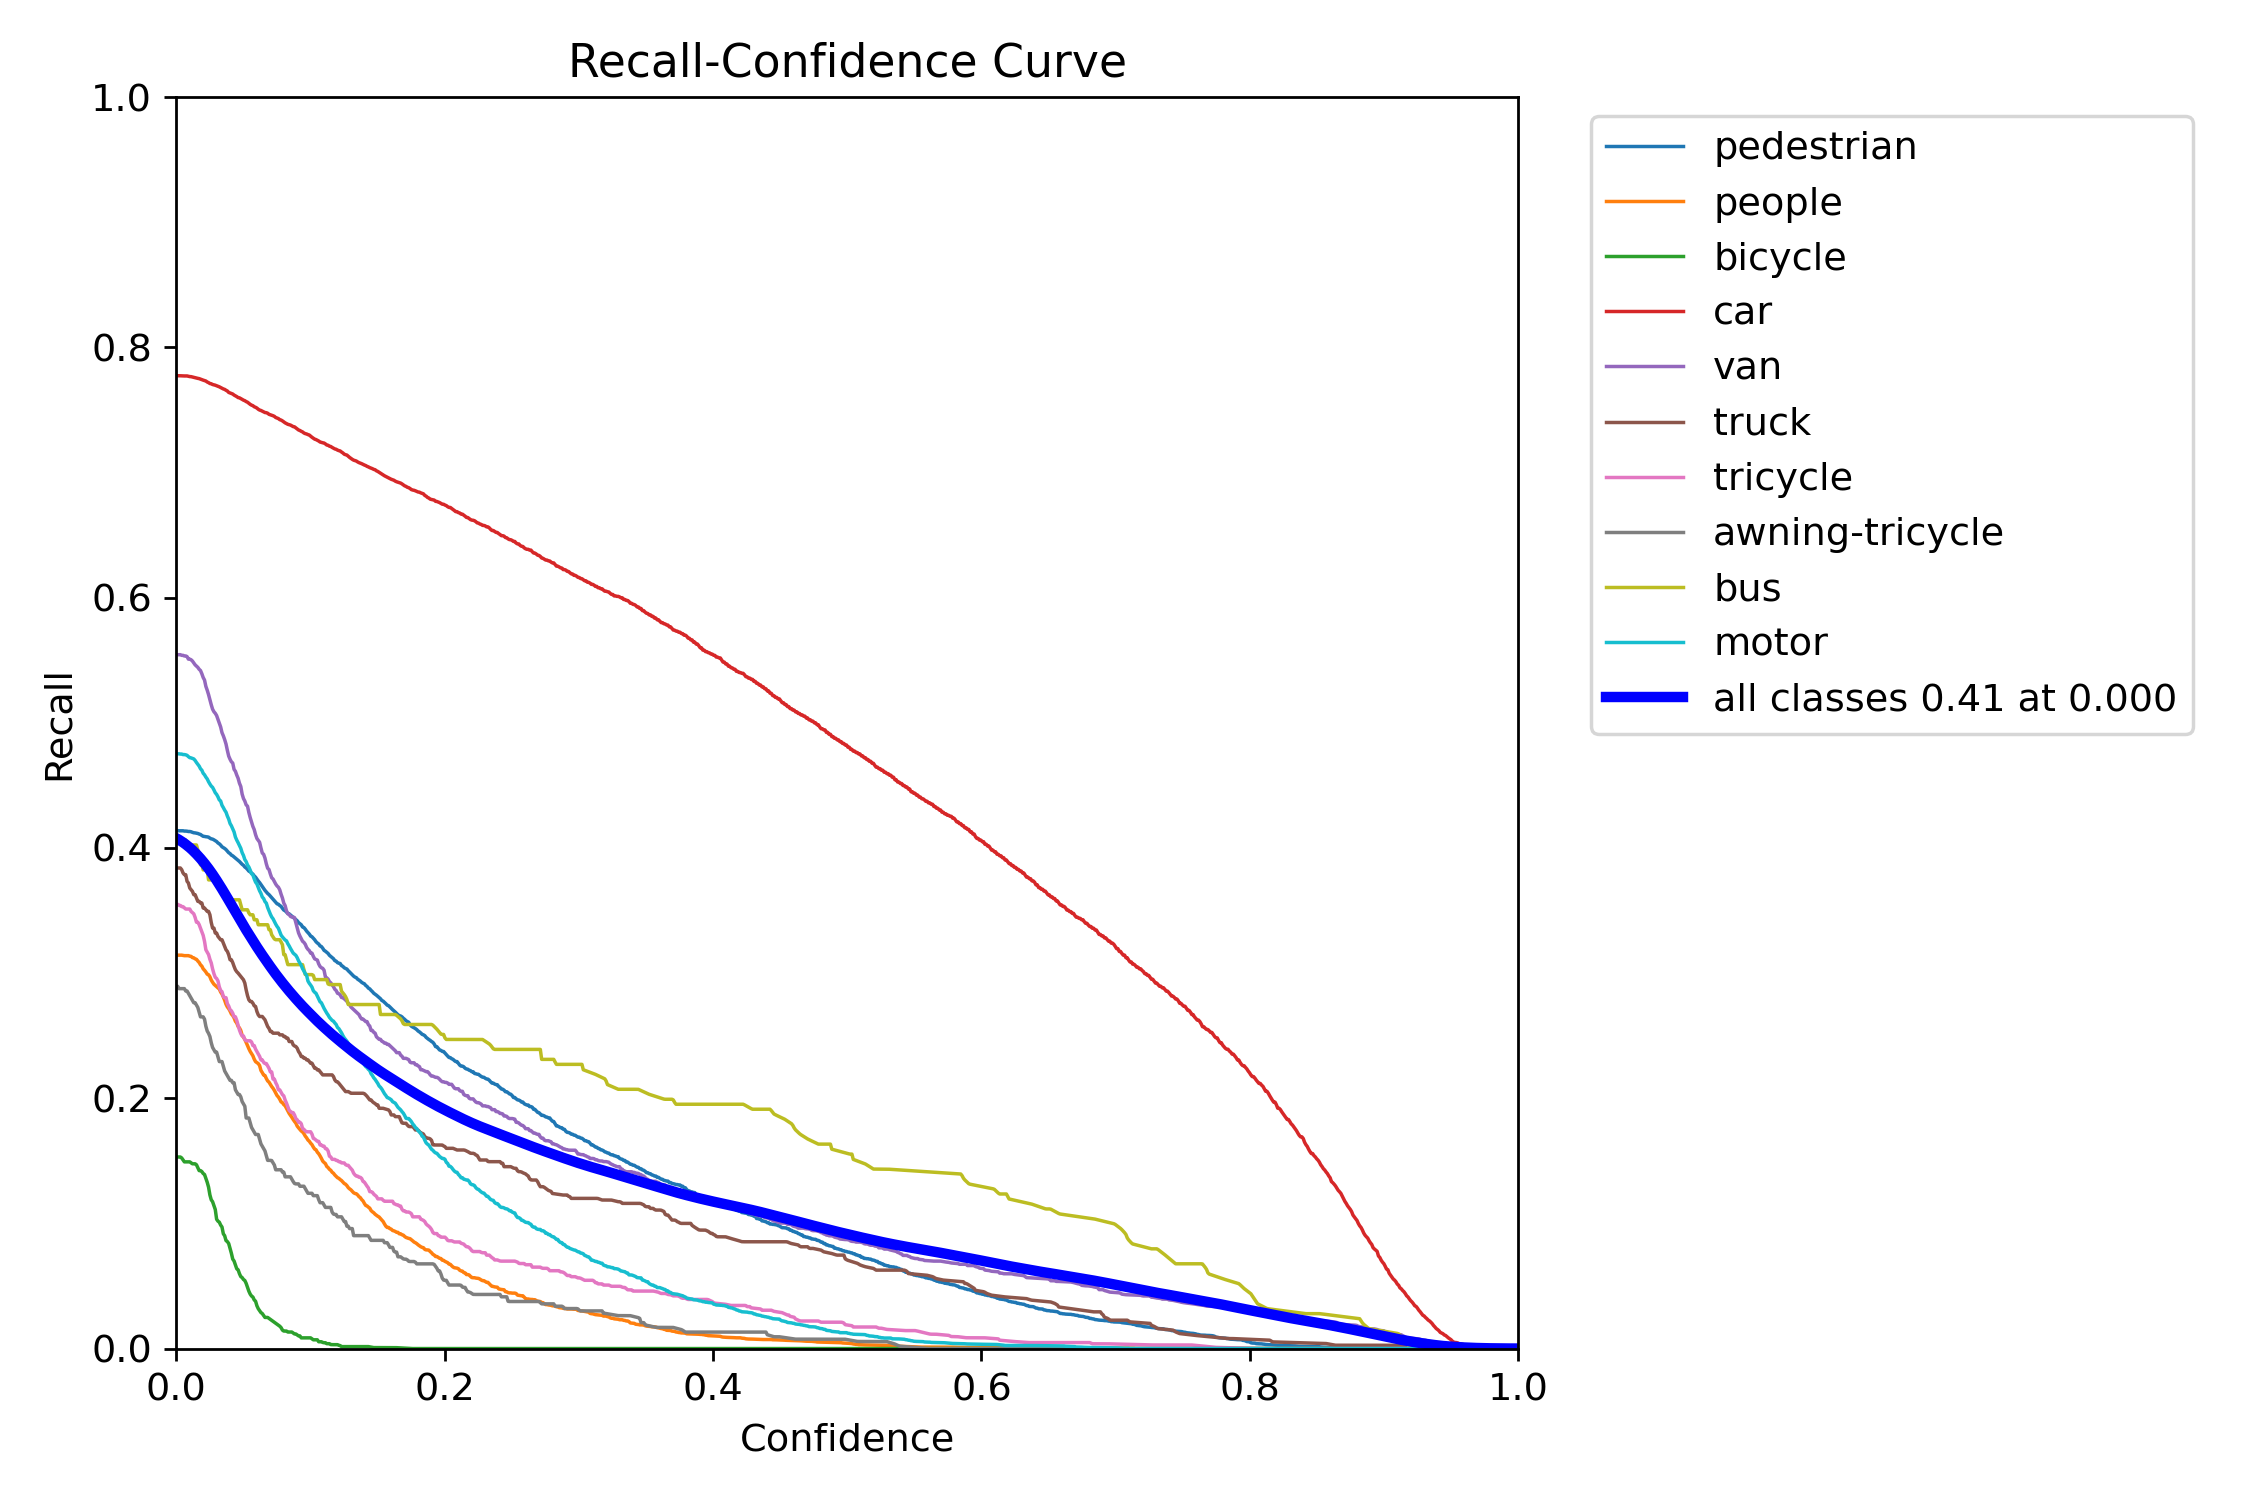 Recall-Confidence Curve
1.0
0.8
0.6
0.4
0.2
0.0
Recall
0.0 0.2 0.4 0.6 0.8 1.0
Confidence
pedestrian
people
bicycle
car
van
truck
tricycle
awning-tricycle
bus
motor
all classes 0.41 at 0.000